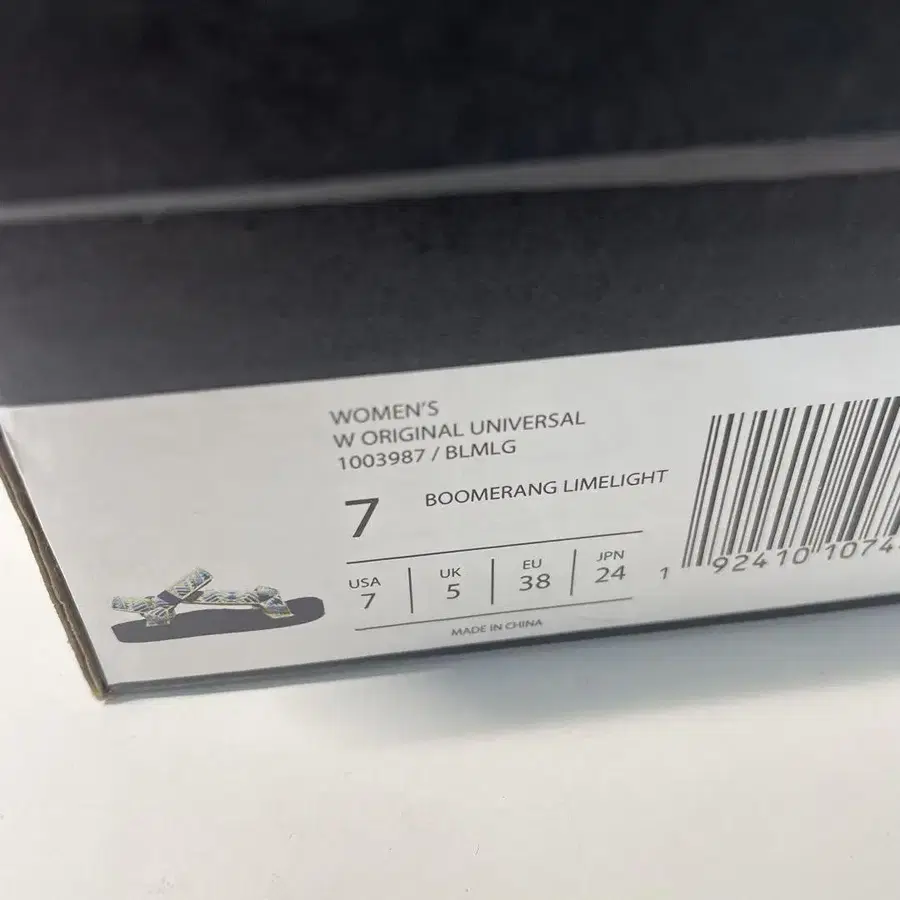 WOMEN'S
W ORIGINAL UNIVERSAL
1003987 / BLMLG
7 BOOMERANG LIMELIGHT
USA UK EU JPN
7 5 38 24
MADE IN CHINA
1 92410 1074